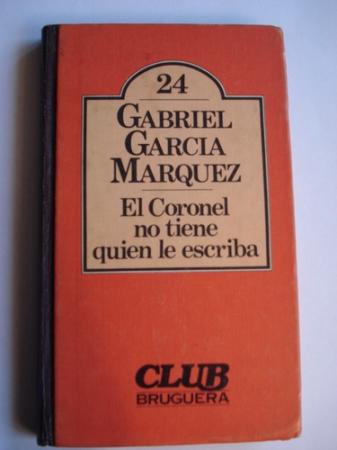 24
GABRIEL
GARCIA
MARQUEZ
El Coronel
no tiene
quien le escriba
CLUB
BRUGUERA